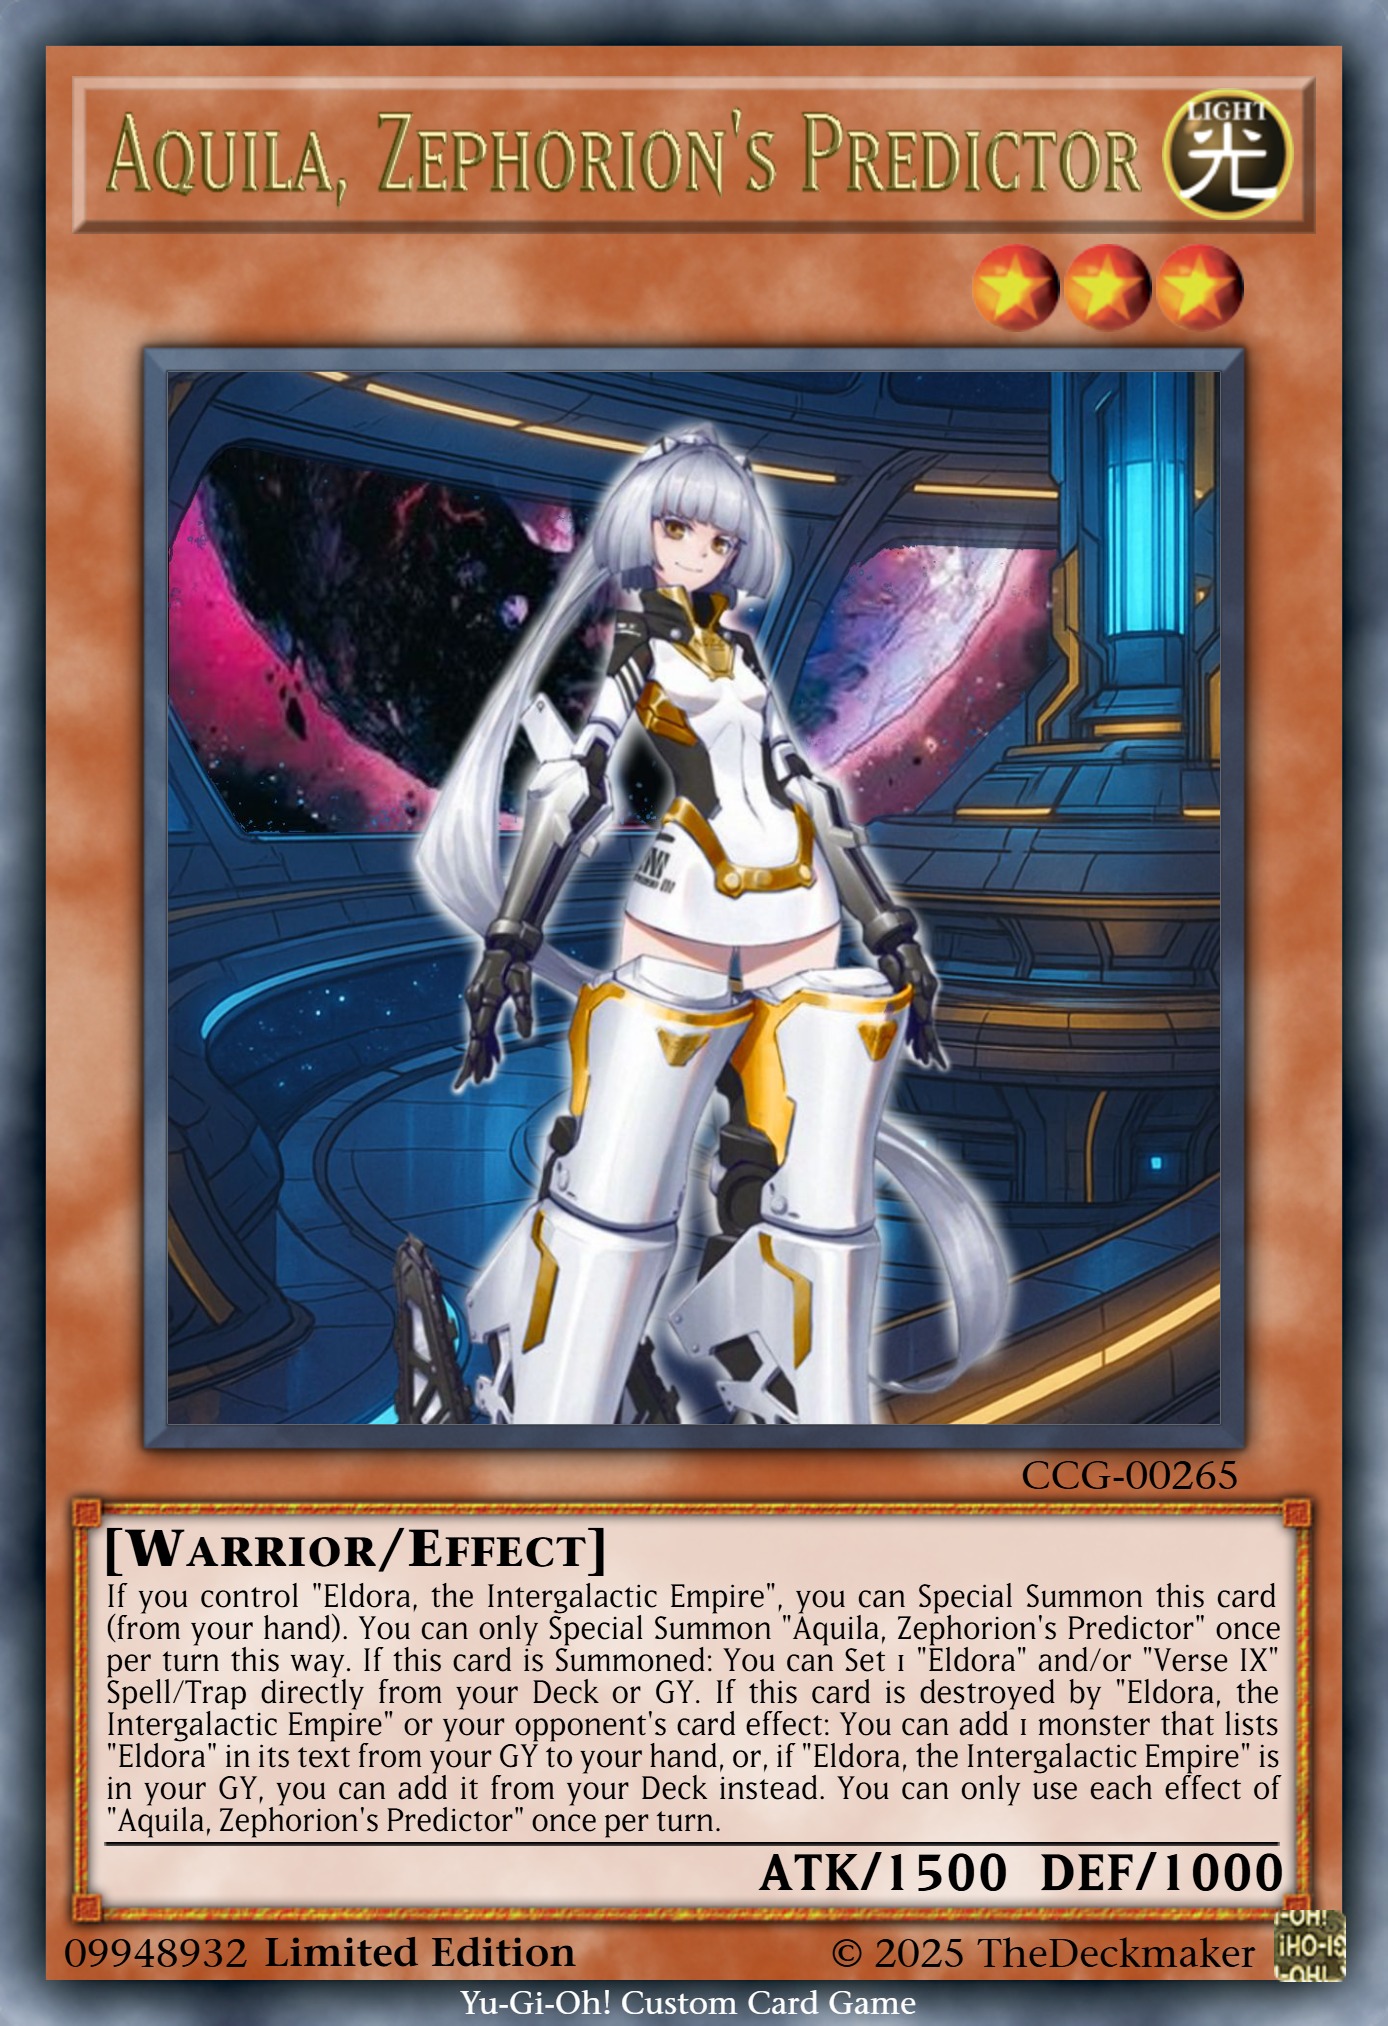 Aquila, Zephorion's Predictor
LIGHT
光
CCG-00265
[Warrior/Effect]
If you control "Eldora, the Intergalactic Empire", you can Special Summon this card
(from your hand). You can only Special Summon "Aquila, Zephorion's Predictor" once
per turn this way. If this card is Summoned: You can Set 1 "Eldora" and/or "Verse IX"
Spell/Trap directly from your Deck or GY. If this card is destroyed by "Eldora, the
Intergalactic Empire" or your opponent's card effect: You can add 1 monster that lists
"Eldora" in its text from your GY to your hand, or, if "Eldora, the Intergalactic Empire" is
in your GY, you can add it from your Deck instead. You can only use each effect of
"Aquila, Zephorion's Predictor" once per turn.
ATK/1500 DEF/1000
09948932 Limited Edition
© 2025 TheDeckmaker
Yu-Gi-Oh! Custom Card Game